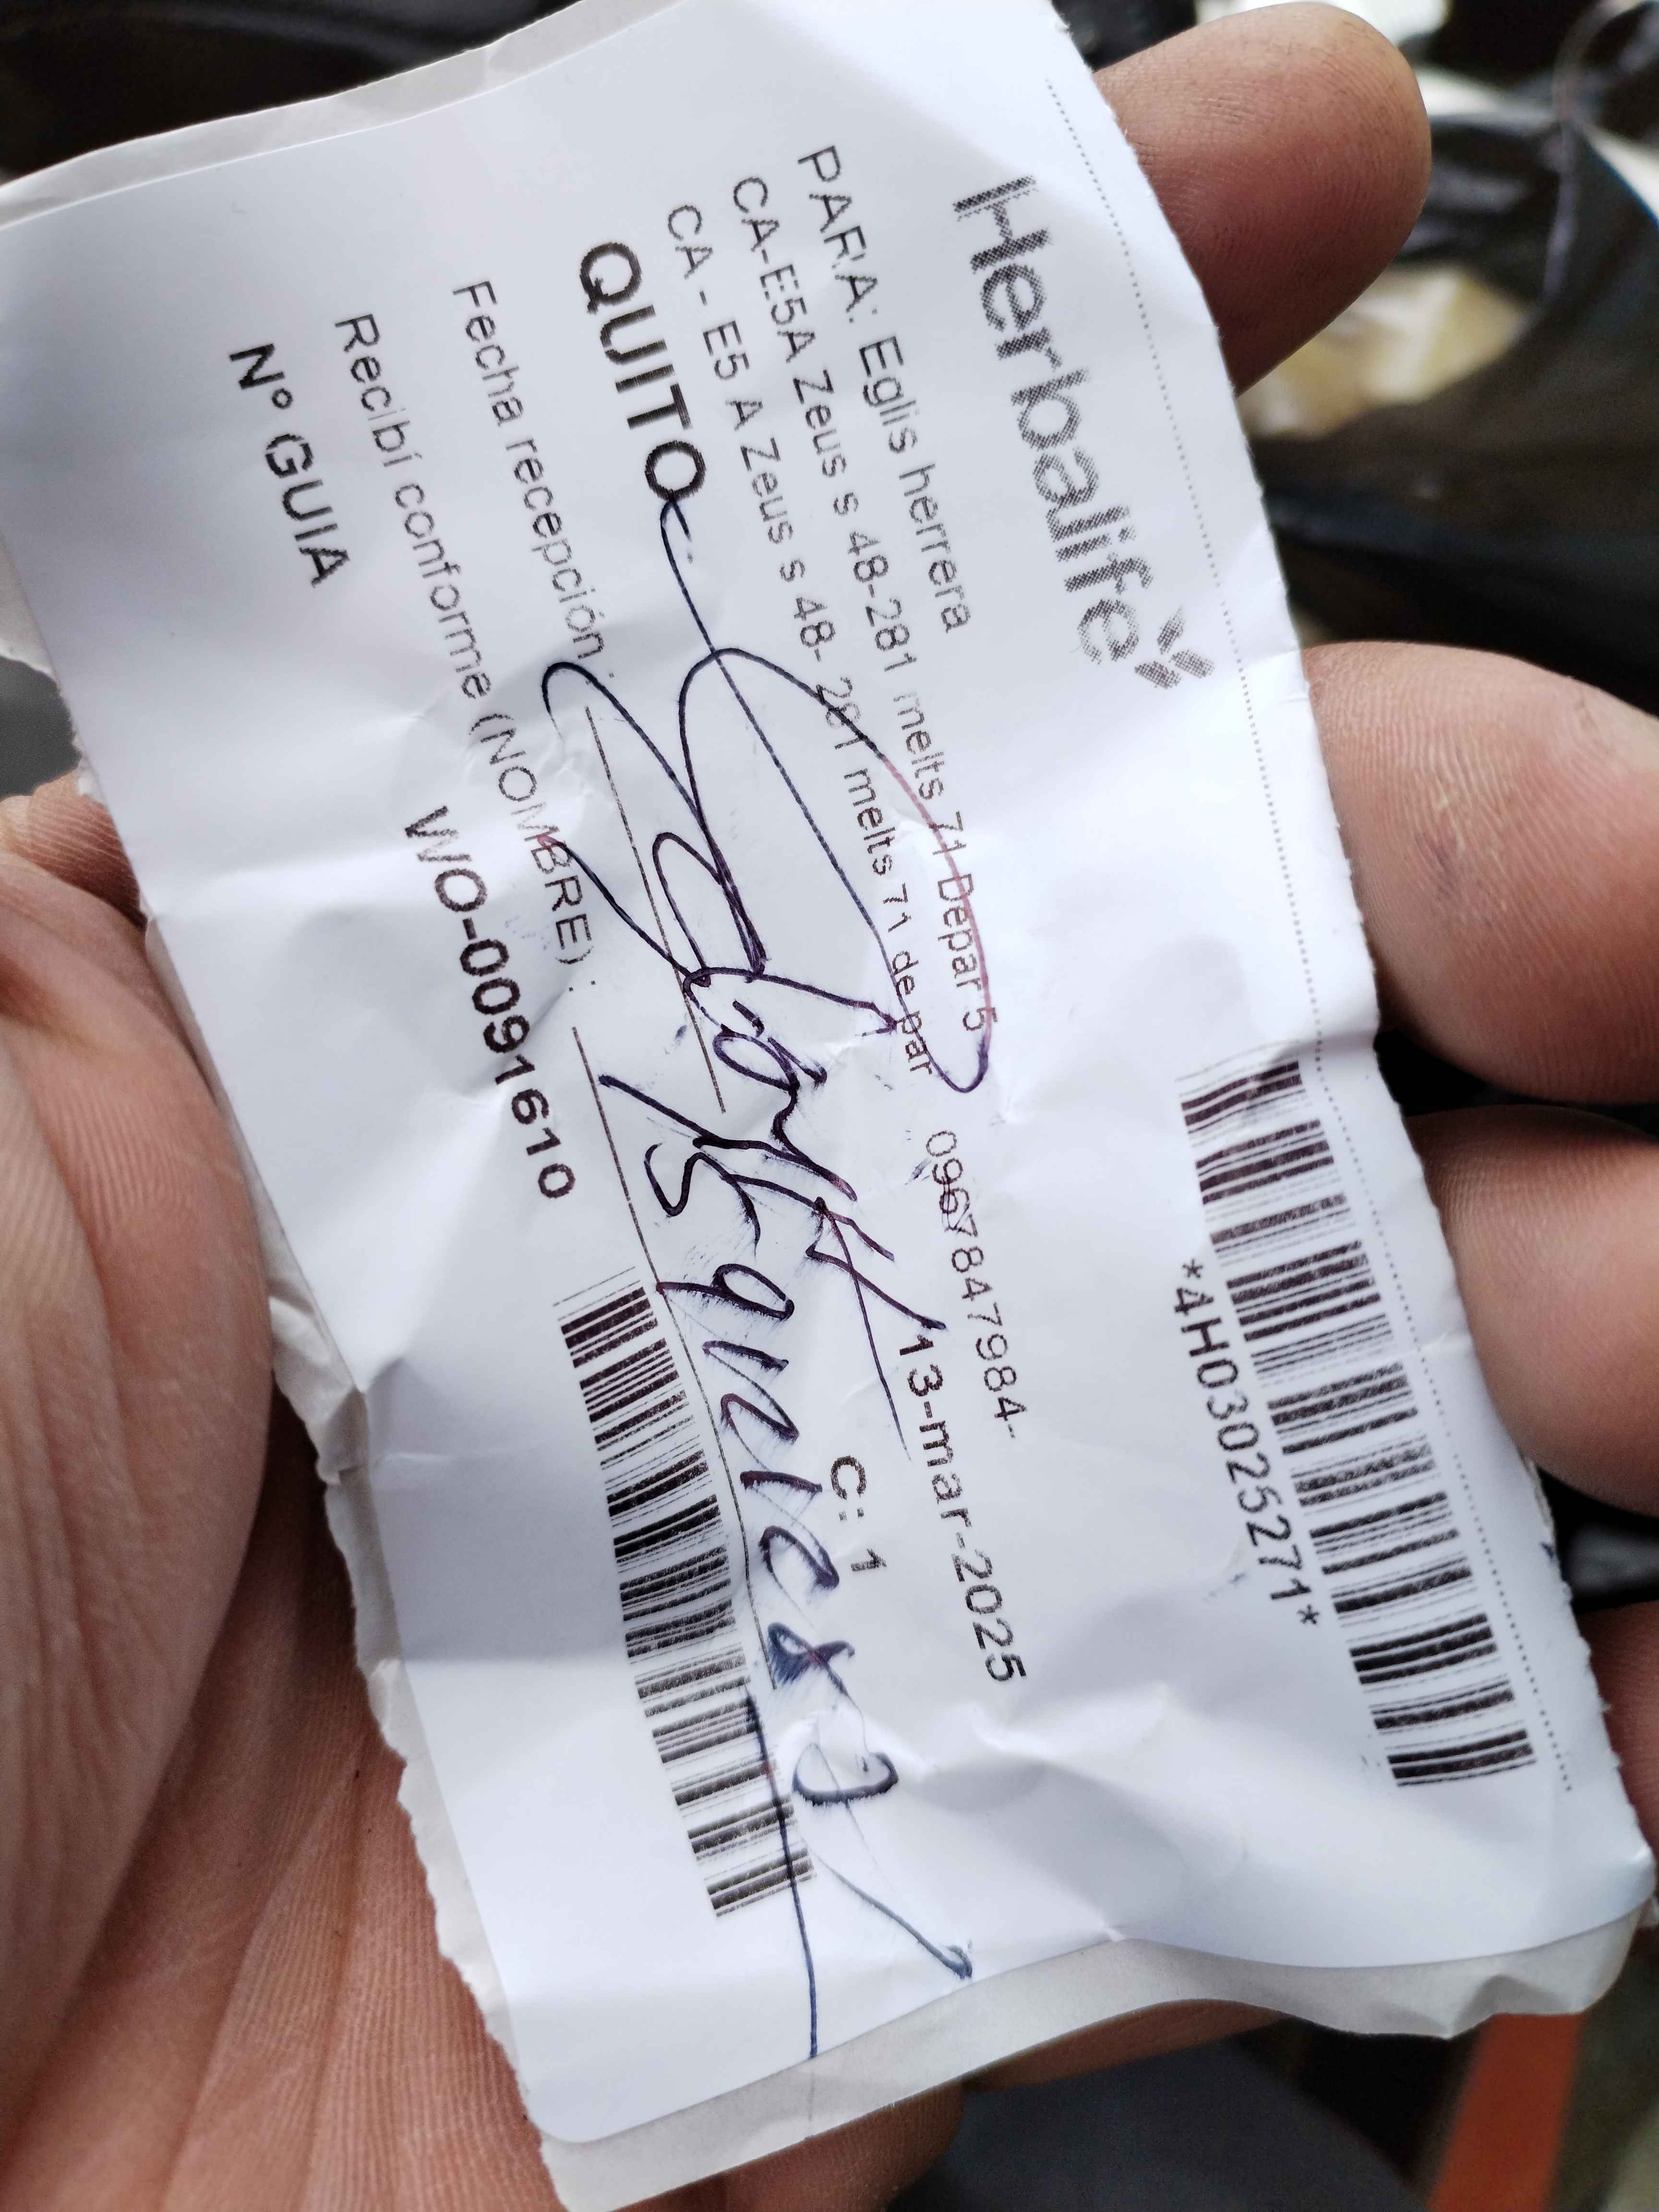 Herbalife
*4H03025271*
PARA: Eglis herrera
CA-E5A Zeus s 48-281 melts 71 Depar 5
CA - E5 A Zeus s 48- 281 melts 71 de par 0967847984-
QUITO 13-mar-2025
C: 1
Fecha recepción :
Recibí conforme (NOMBRE) :
N° GUIA WO-0091610